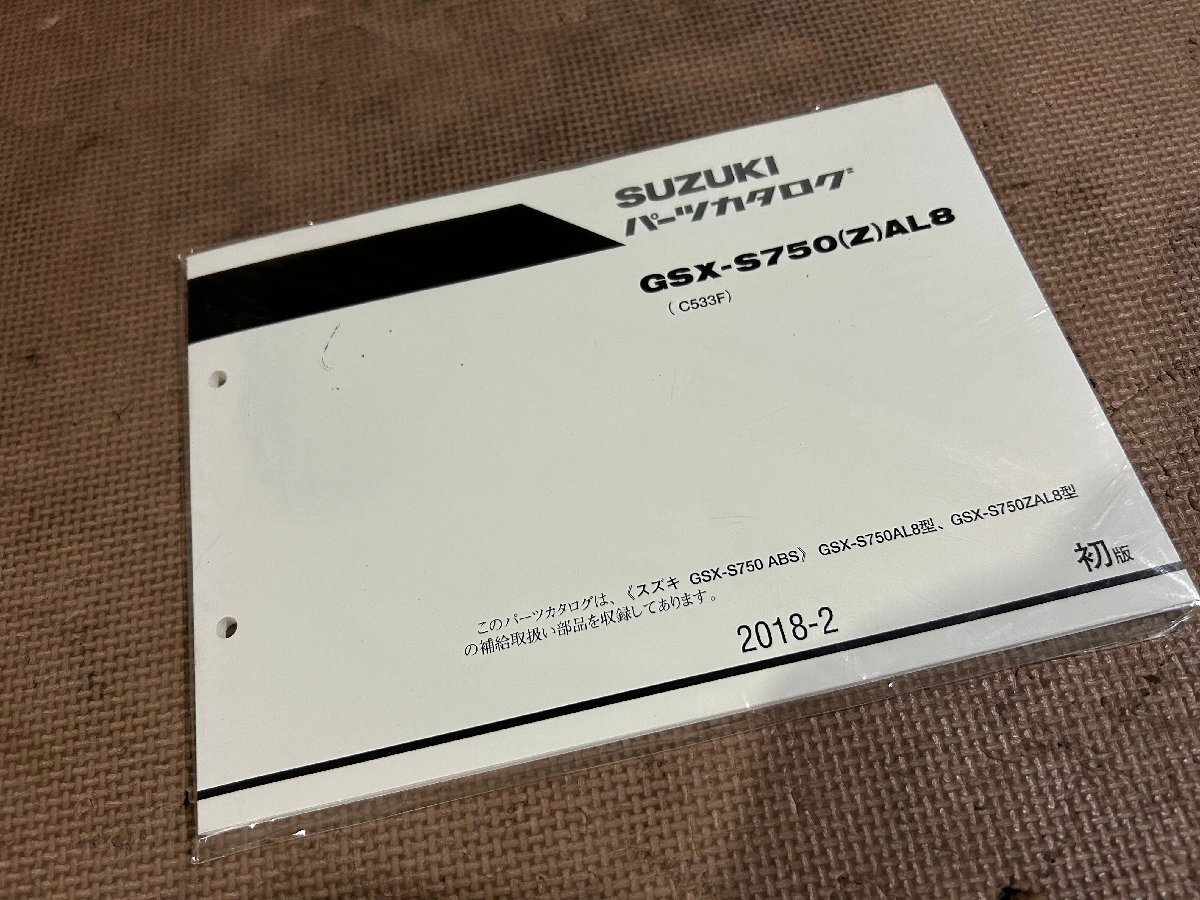 SUZUKI
パーツカタログ
GSX-S750(Z)AL8
( C533F)
このパーツカタログは、《スズキ GSX-S750 ABS》 GSX-S750AL8型、GSX-S750ZAL8型
の補給取扱い部品を収録してあります。
初版
2018-2